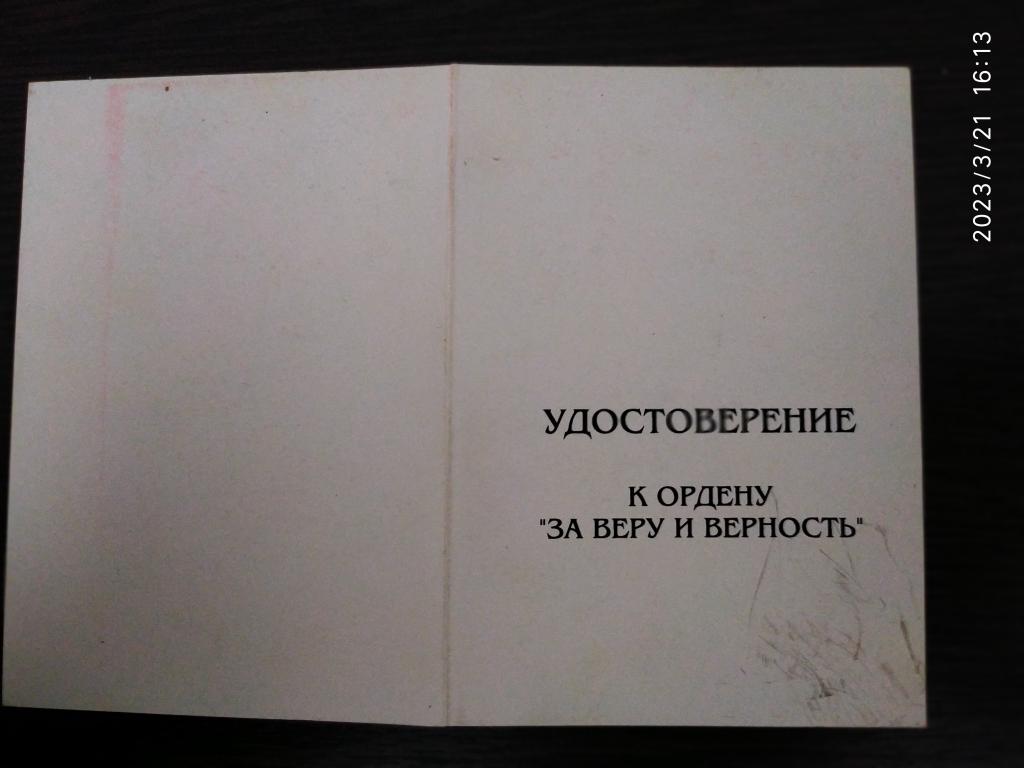 УДОСТОВЕРЕНИЕ
К ОРДЕНУ
"ЗА ВЕРУ И ВЕРНОСТЬ"
2023/3/21 16:13